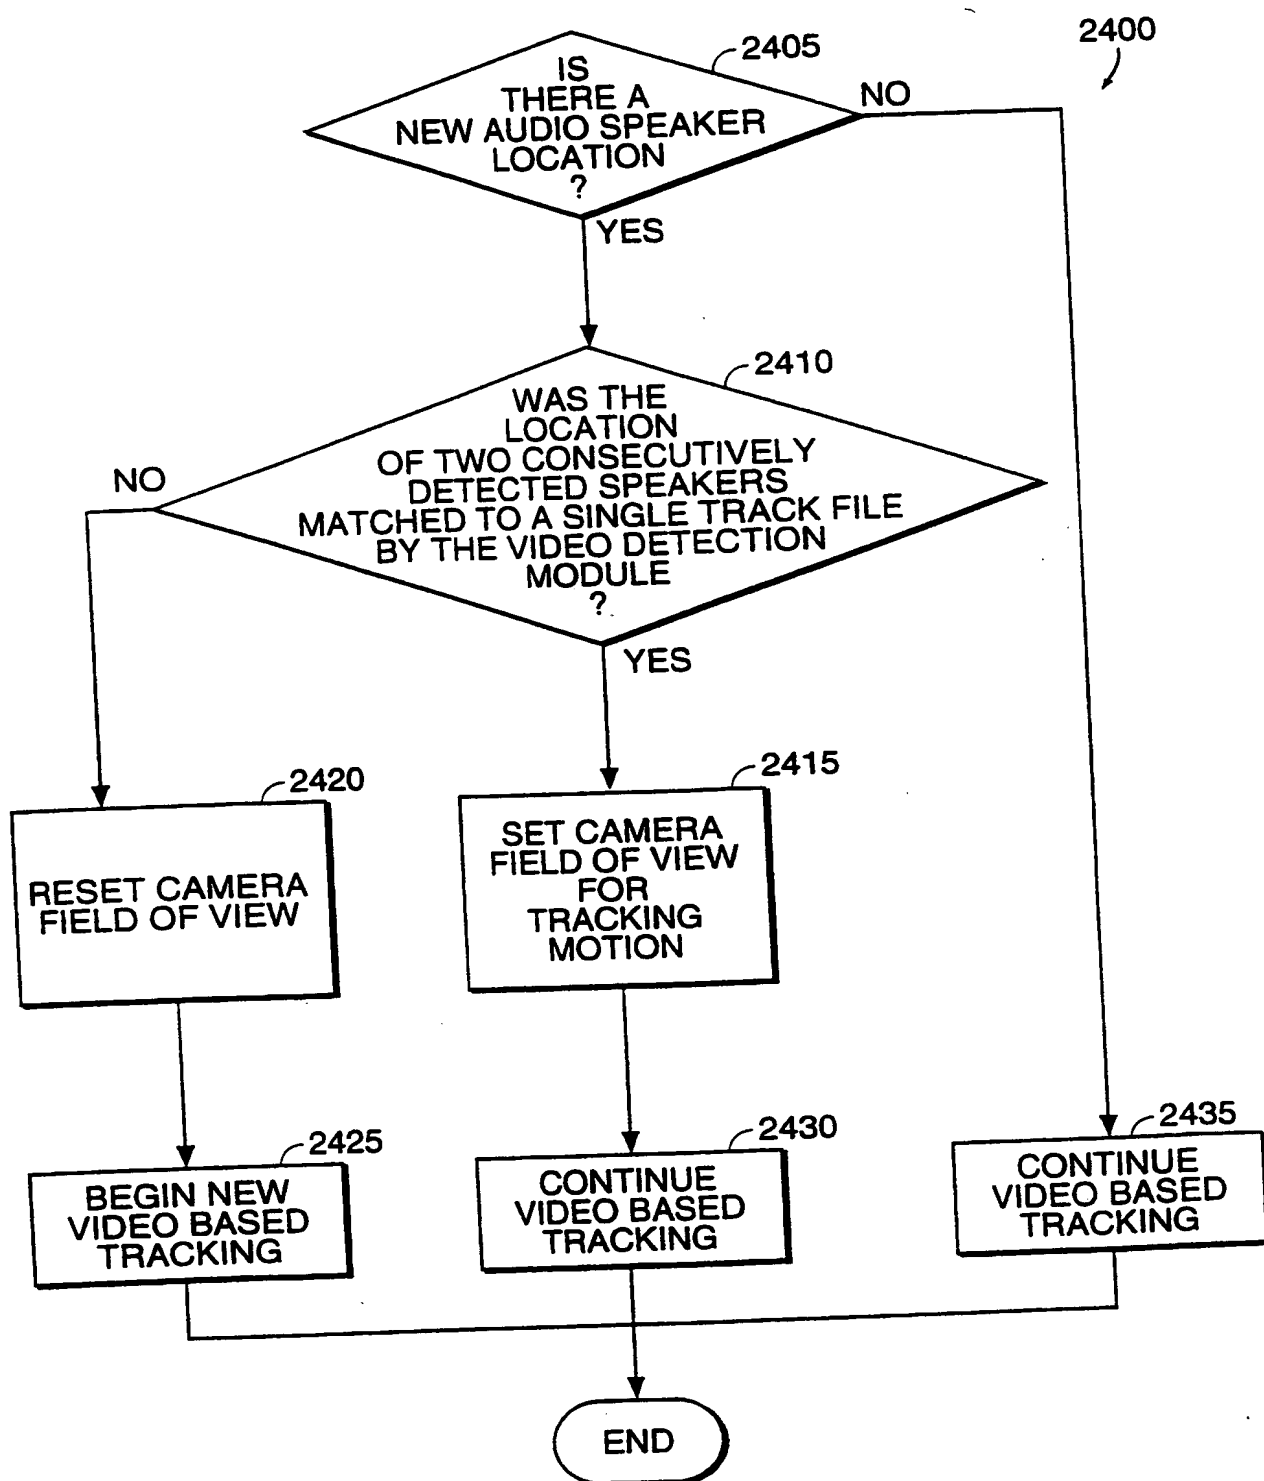 2400
2405
IS
THERE A
NEW AUDIO SPEAKER
LOCATION
?
NO
YES
2410
WAS THE
LOCATION
OF TWO CONSECUTIVELY
DETECTED SPEAKERS
MATCHED TO A SINGLE TRACK FILE
BY THE VIDEO DETECTION
MODULE
?
NO
YES
2420
RESET CAMERA
FIELD OF VIEW
2415
SET CAMERA
FIELD OF VIEW
FOR
TRACKING
MOTION
2425
BEGIN NEW
VIDEO BASED
TRACKING
2430
CONTINUE
VIDEO BASED
TRACKING
2435
CONTINUE
VIDEO BASED
TRACKING
END